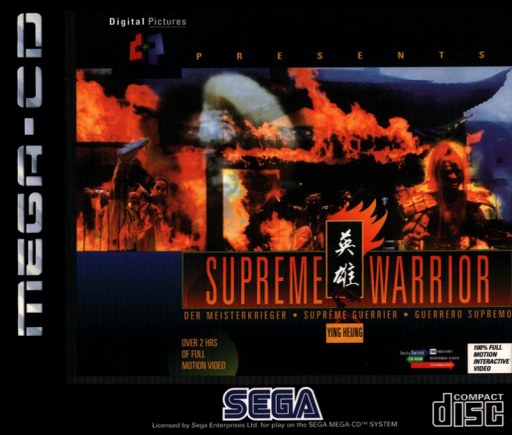 MEGA-CD
Digital Pictures
d+p
PRESENTS
英
雄
SUPREME WARRIOR
DER MEISTERKRIEGER • SUPRÊME GUERRIER • GUERRERO SUPREMO
YING HEUNG
OVER 2 HRS
OF FULL
MOTION VIDEO
100% FULL
MOTION
INTERACTIVE
VIDEO
SEGA
COMPACT
disc
Licensed by Sega Enterprises Ltd. for play on the SEGA MEGA-CD™ SYSTEM